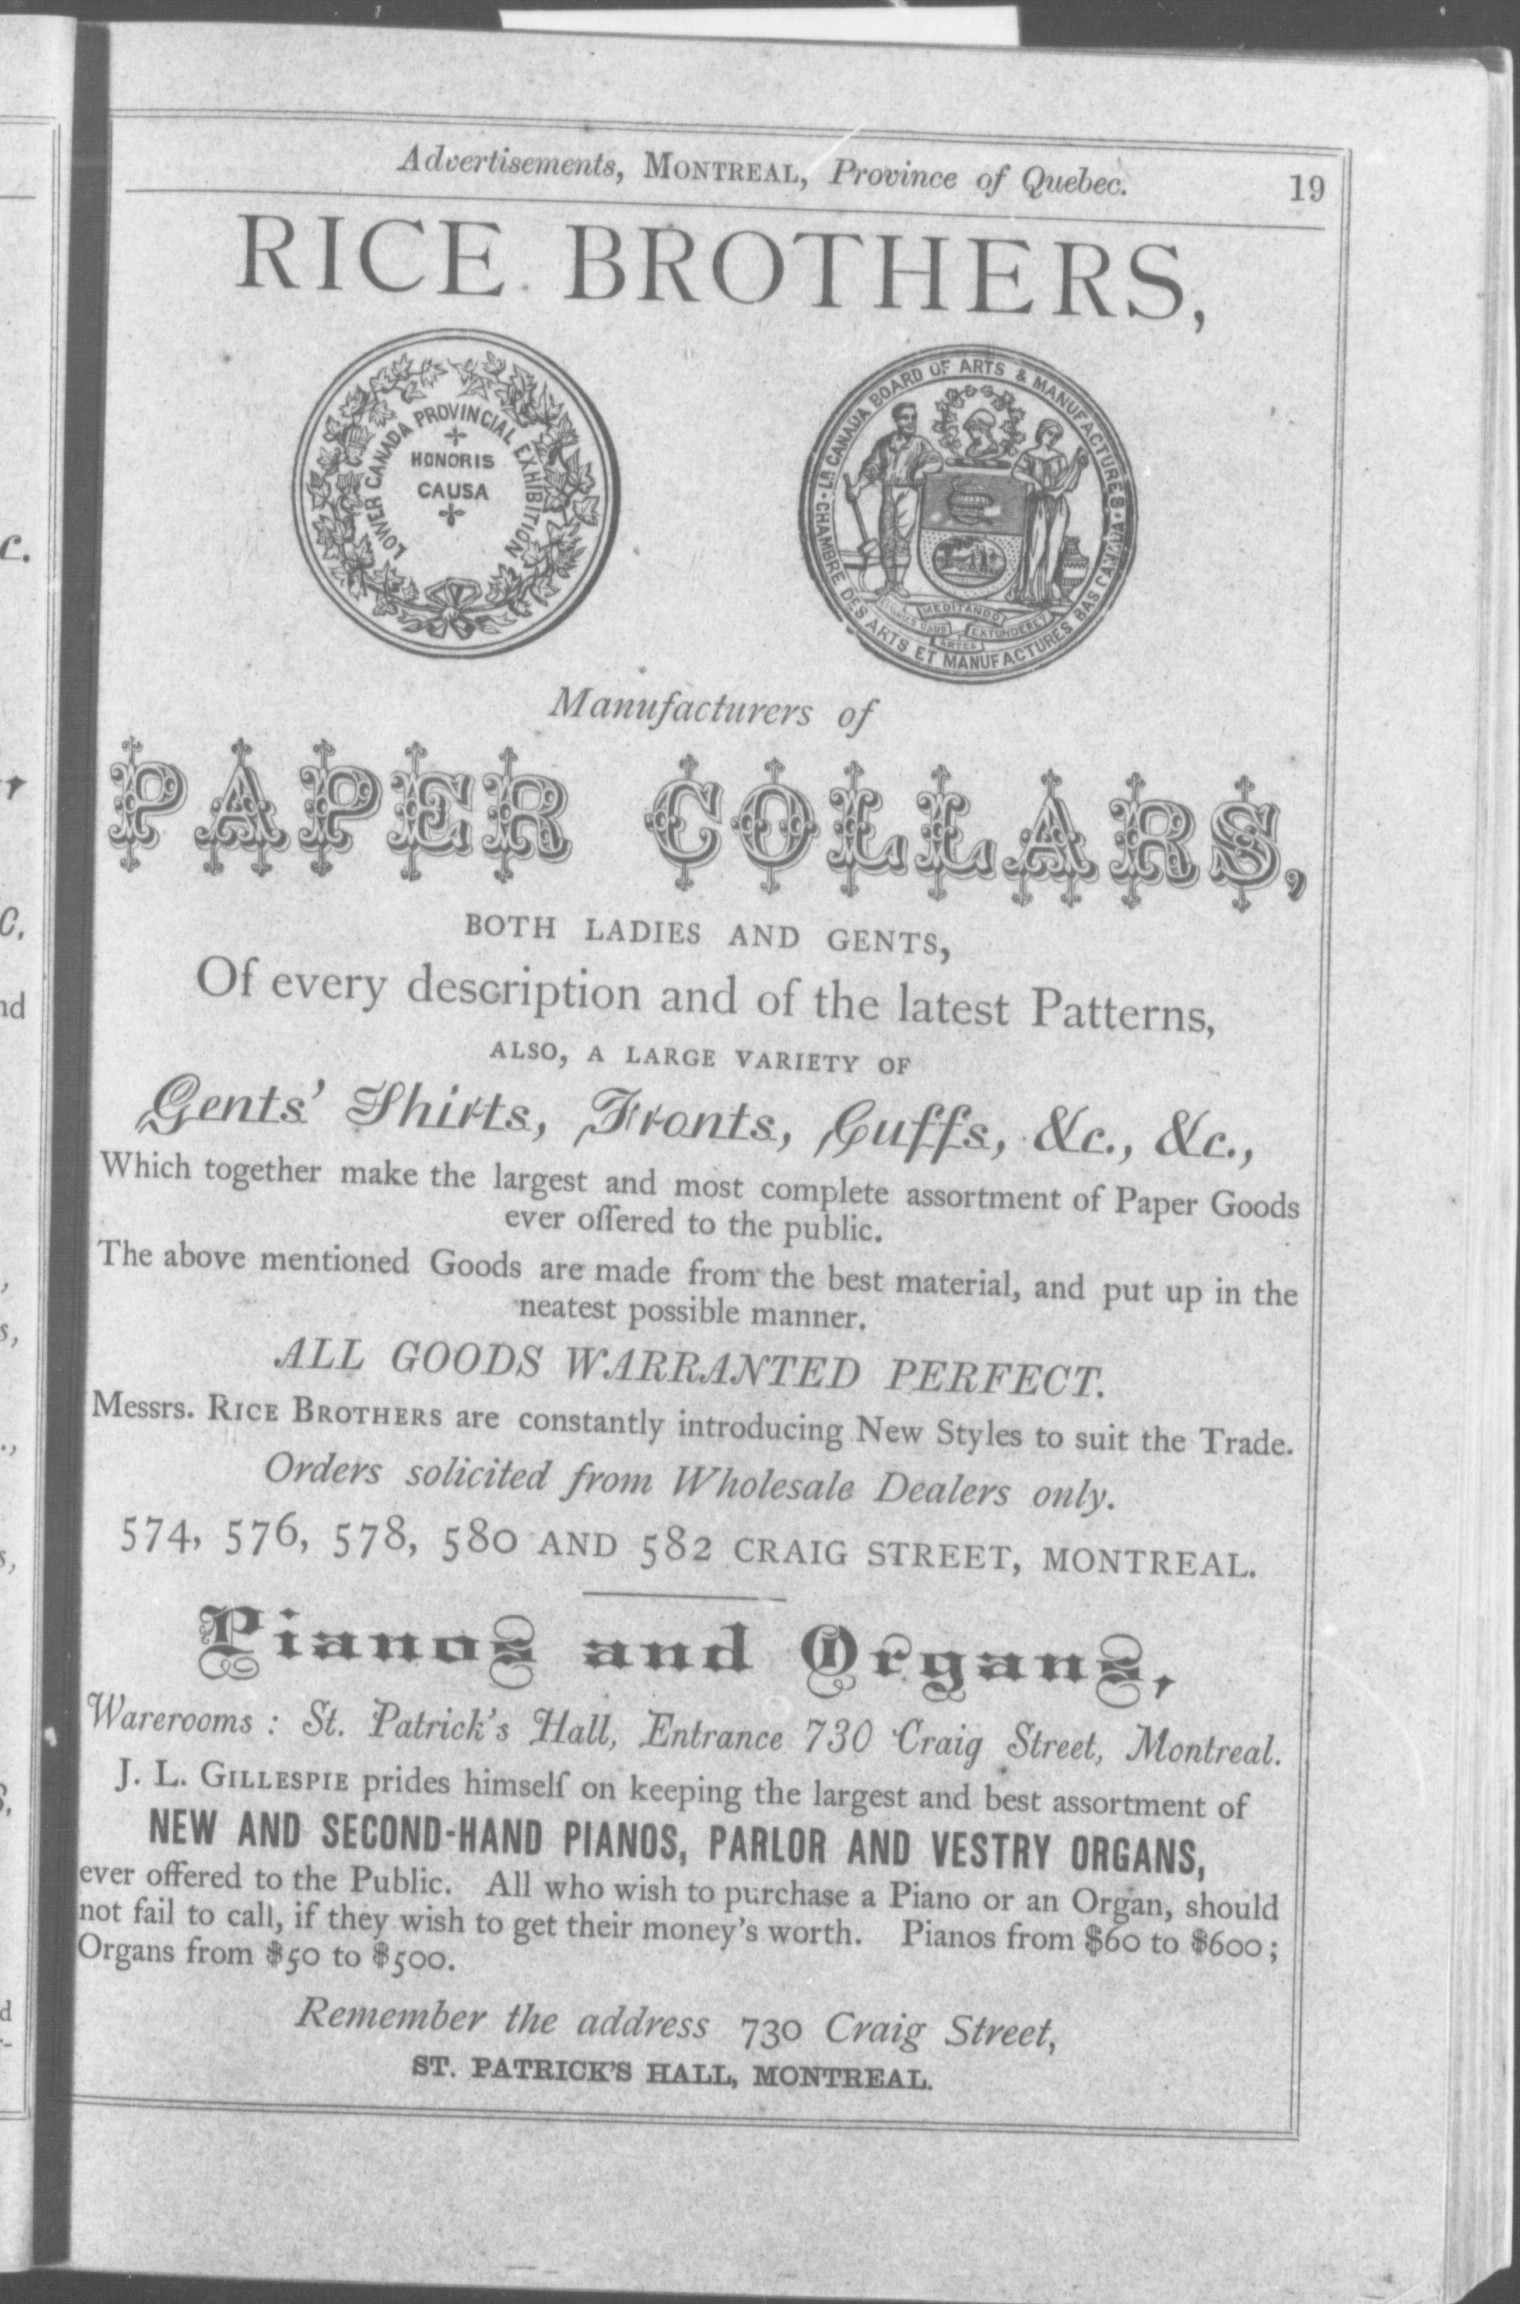 Advertisements, MONTREAL, Province of Quebec. 19
RICE BROTHERS,
LOWER CANADA PROVINCIAL EXHIBITION
HONORIS
CAUSA
LR. CANADA BOARD OF ARTS & MANUFACTURES
CHAMBRE DES ARTS ET MANUFACTURES BAS CANADA
MEDITANDO
EXTUNDERET
ARTES
Manufacturers of
PAPER COLLARS,
BOTH LADIES AND GENTS,
Of every description and of the latest Patterns,
ALSO, A LARGE VARIETY OF
Gents' Shirts, Fronts, Cuffs, &c., &c.,
Which together make the largest and most complete assortment of Paper Goods
ever offered to the public.
The above mentioned Goods are made from the best material, and put up in the
neatest possible manner.
ALL GOODS WARRANTED PERFECT.
Messrs. RICE BROTHERS are constantly introducing New Styles to suit the Trade.
Orders solicited from Wholesale Dealers only.
574, 576, 578, 580 AND 582 CRAIG STREET, MONTREAL.
Pianos and Organs,
Warerooms : St. Patrick's Hall, Entrance 730 Craig Street, Montreal.
J. L. GILLESPIE prides himself on keeping the largest and best assortment of
NEW AND SECOND-HAND PIANOS, PARLOR AND VESTRY ORGANS,
ever offered to the Public. All who wish to purchase a Piano or an Organ, should
not fail to call, if they wish to get their money's worth. Pianos from $60 to $600 ;
Organs from $50 to $500.
Remember the address 730 Craig Street,
ST. PATRICK'S HALL, MONTREAL.